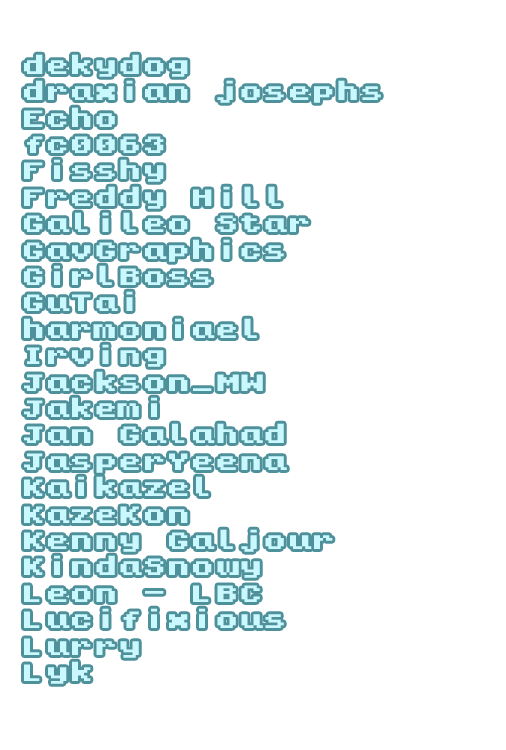 dekydog
draxian josephs
Echo
fc0063
Fisshy
Freddy Hill
Galileo Star
GavGraphics
GirlBoss
GuTai
harmoniael
Irving
Jackson_MW
Jakemi
Jan Galahad
JasperYeena
Kaikazel
KazeKon
Kenny Galjour
KindaSnowy
Leon - LBC
Lucifixious
Lurry
Lyk